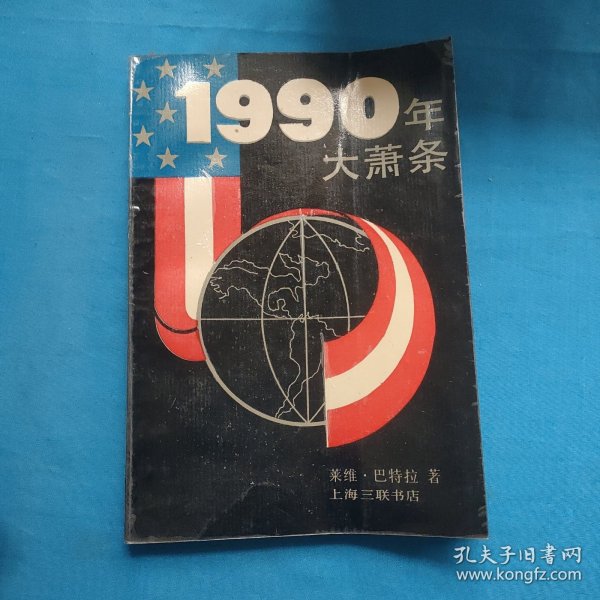 1990年
大萧条
莱维·巴特拉 著
上海三联书店
孔夫子旧书网
www.kongfz.com